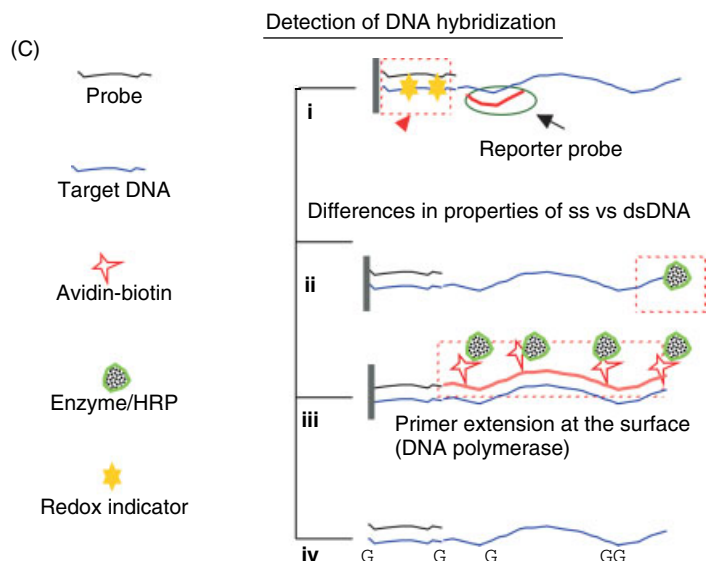 Detection of DNA hybridization
(C)
Probe
Target DNA
Avidin-biotin
Enzyme/HRP
Redox indicator
i
Reporter probe
Differences in properties of ss vs dsDNA
ii
iii
Primer extension at the surface
(DNA polymerase)
iv
G G G GG